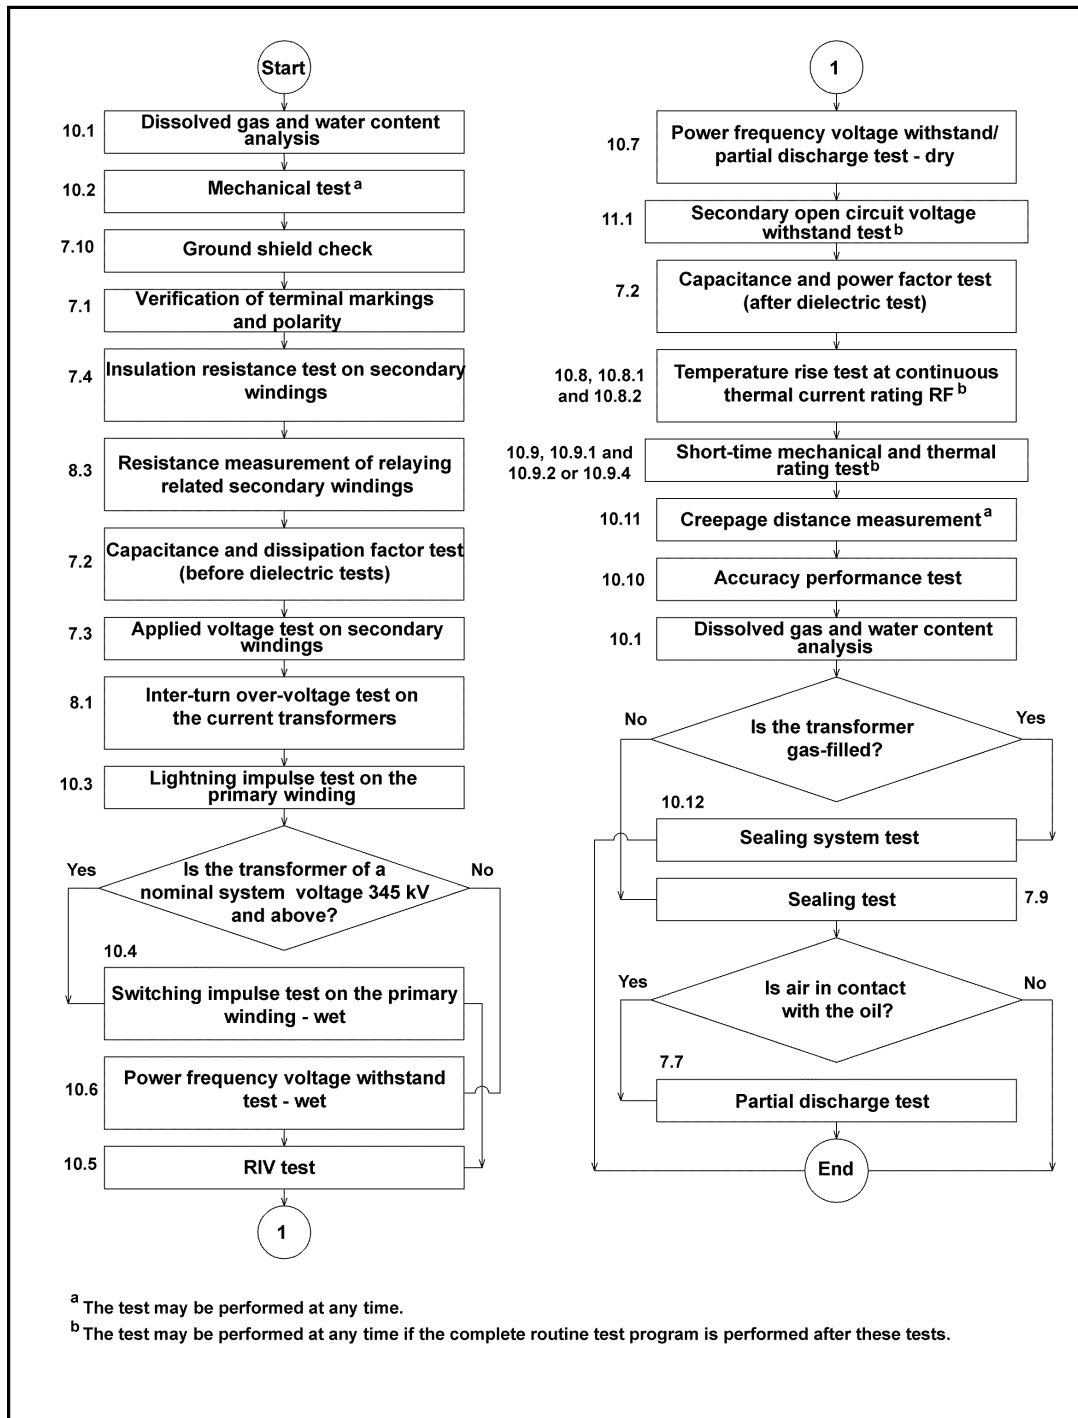 Start
10.1
Dissolved gas and water content
analysis
10.2
Mechanical test a
7.10
Ground shield check
7.1
Verification of terminal markings
and polarity
7.4
Insulation resistance test on secondary
windings
8.3
Resistance measurement of relaying
related secondary windings
7.2
Capacitance and dissipation factor test
(before dielectric tests)
7.3
Applied voltage test on secondary
windings
8.1
Inter-turn over-voltage test on
the current transformers
10.3
Lightning impulse test on the
primary winding
Yes
Is the transformer of a
nominal system voltage 345 kV
and above?
No
10.4
Switching impulse test on the primary
winding - wet
10.6
Power frequency voltage withstand
test - wet
10.5
RIV test
1
1
10.7
Power frequency voltage withstand/
partial discharge test - dry
11.1
Secondary open circuit voltage
withstand test b
7.2
Capacitance and power factor test
(after dielectric test)
10.8, 10.8.1
and 10.8.2
Temperature rise test at continuous
thermal current rating RF b
10.9, 10.9.1 and
10.9.2 or 10.9.4
Short-time mechanical and thermal
rating test b
10.11
Creepage distance measurement a
10.10
Accuracy performance test
10.1
Dissolved gas and water content
analysis
No
Is the transformer
gas-filled?
Yes
10.12
Sealing system test
Sealing test
7.9
Yes
Is air in contact
with the oil?
No
7.7
Partial discharge test
End
a The test may be performed at any time.
b The test may be performed at any time if the complete routine test program is performed after these tests.